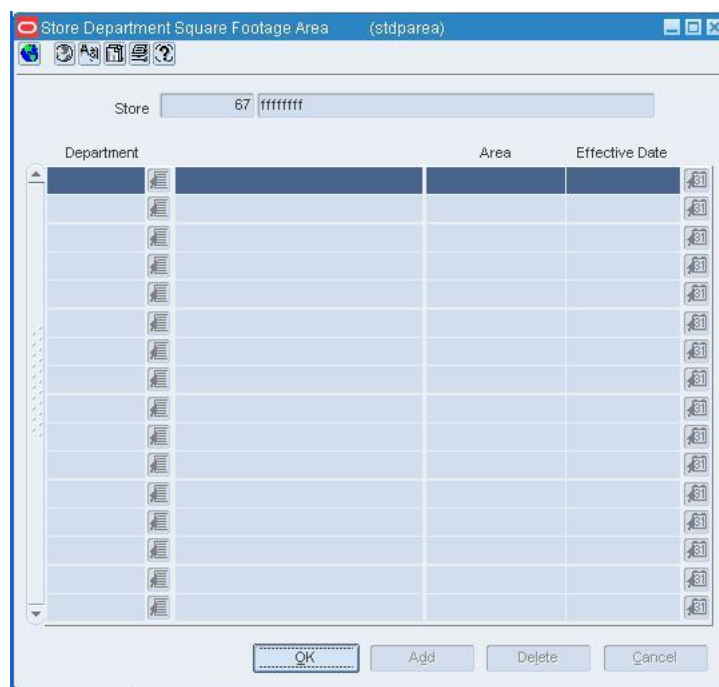 Store Department Square Footage Area (stdparea)
Store 67 ffffffff
Department Area Effective Date
OK Add Delete Cancel